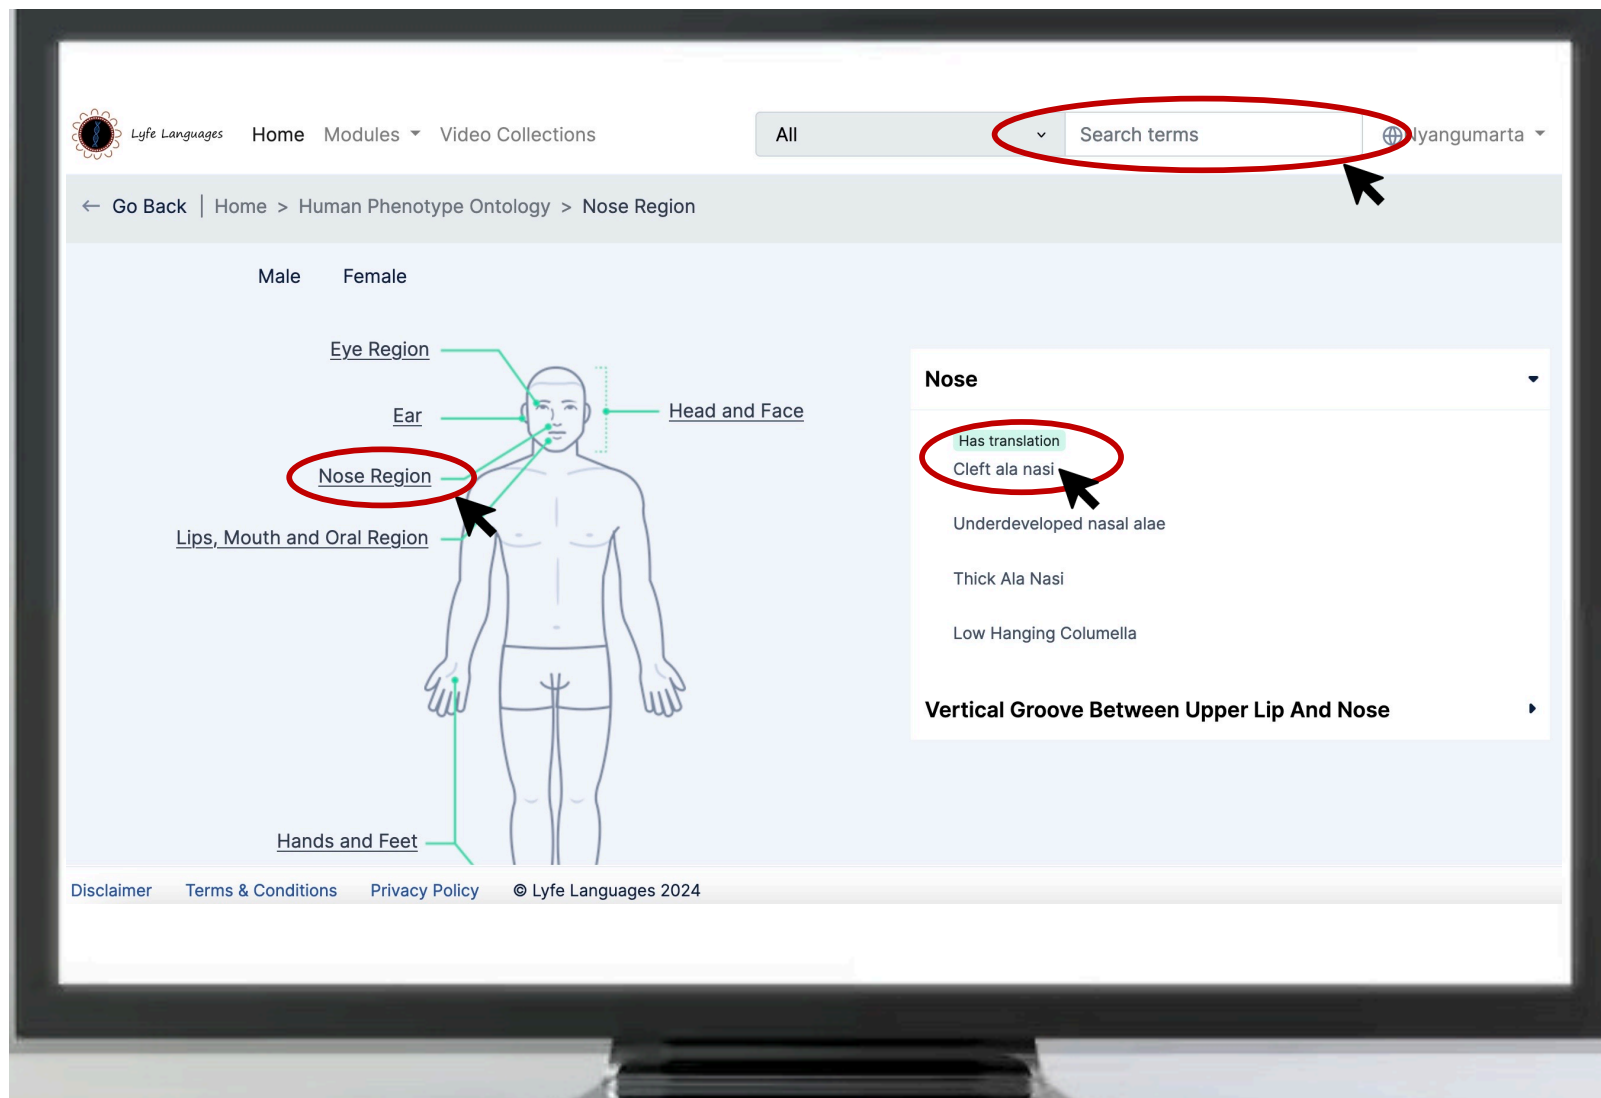 Lyfe Languages Home Modules Video Collections All Search terms Nyangumarta
← Go Back | Home > Human Phenotype Ontology > Nose Region
Male Female
Eye Region
Ear
Head and Face
Nose Region
Lips, Mouth and Oral Region
Hands and Feet
Nose
Has translation
Cleft ala nasi
Underdeveloped nasal alae
Thick Ala Nasi
Low Hanging Columella
Vertical Groove Between Upper Lip And Nose
Disclaimer Terms & Conditions Privacy Policy © Lyfe Languages 2024